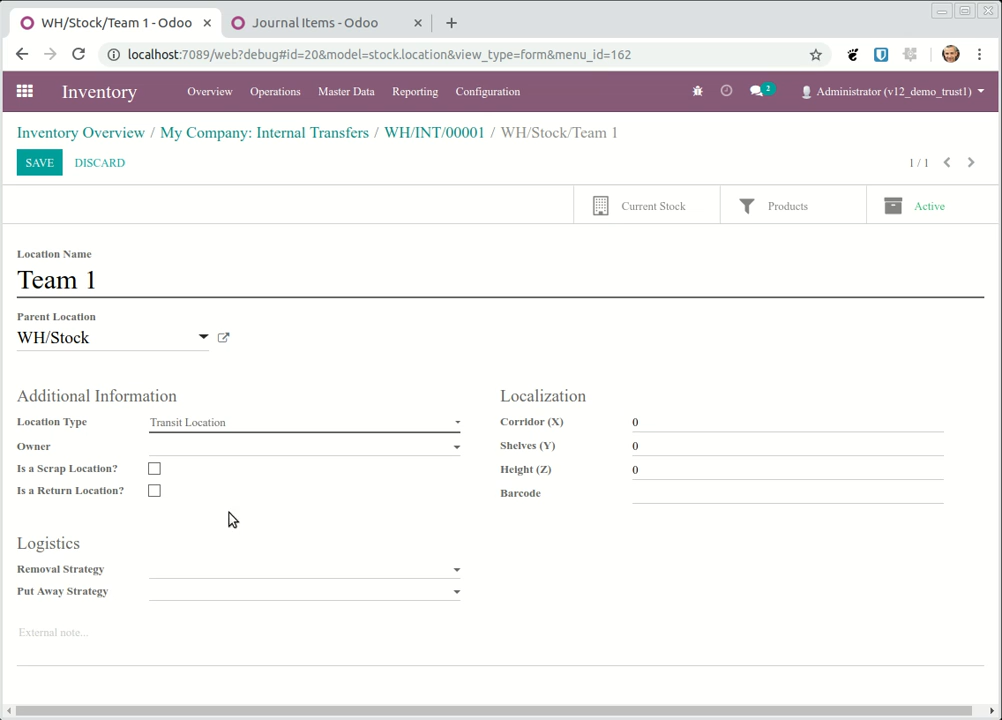 WH/Stock/Team 1 - Odoo
Journal Items - Odoo
localhost:7089/web?debug#id=20&model=stock.location&view_type=form&menu_id=162
Inventory Overview Operations Master Data Reporting Configuration 2 Administrator (v12_demo_trust1)
Inventory Overview / My Company: Internal Transfers / WH/INT/00001 / WH/Stock/Team 1
SAVE DISCARD 1 / 1
Current Stock Products Active
Location Name
Team 1
Parent Location
WH/Stock
Additional Information
Location Type Transit Location
Owner
Is a Scrap Location?
Is a Return Location?
Localization
Corridor (X) 0
Shelves (Y) 0
Height (Z) 0
Barcode
Logistics
Removal Strategy
Put Away Strategy
External note...